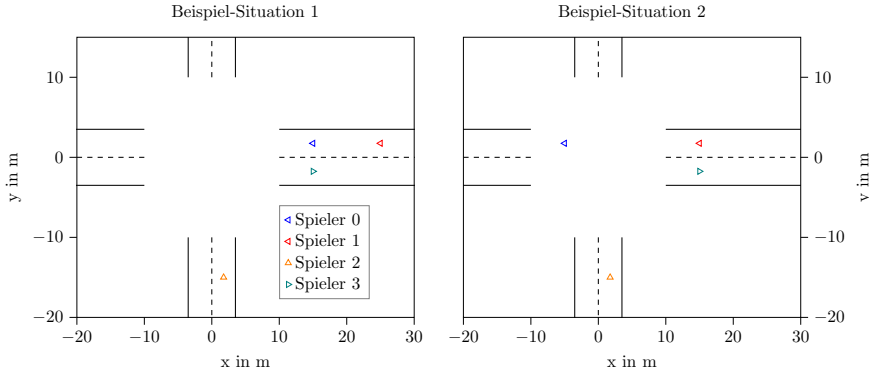 Beispiel-Situation 1
Beispiel-Situation 2
10
0
−10
−20
y in m
−20
−10
0
10
20
30
x in m
Spieler 0
Spieler 1
Spieler 2
Spieler 3
−20
−10
0
10
20
30
x in m
10
0
−10
−20
y in m